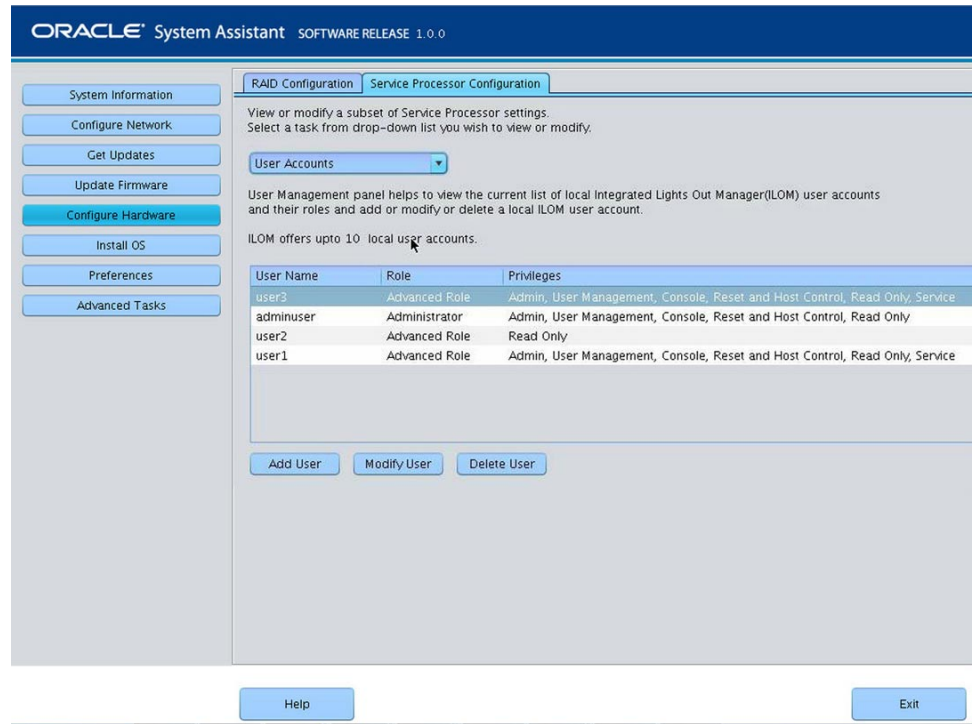 ORACLE System Assistant SOFTWARE RELEASE 1.0.0
System Information
Configure Network
Get Updates
Update Firmware
Configure Hardware
Install OS
Preferences
Advanced Tasks
RAID Configuration Service Processor Configuration
View or modify a subset of Service Processor settings.
Select a task from drop-down list you wish to view or modify.
User Accounts
User Management panel helps to view the current list of local Integrated Lights Out Manager(ILOM) user accounts
and their roles and add or modify or delete a local ILOM user account.
ILOM offers upto 10 local user accounts.
User Name Role Privileges
user3 Advanced Role Admin, User Management, Console, Reset and Host Control, Read Only, Service
adminuser Administrator Admin, User Management, Console, Reset and Host Control, Read Only
user2 Advanced Role Read Only
user1 Advanced Role Admin, User Management, Console, Reset and Host Control, Read Only, Service
Add User Modify User Delete User
Help Exit